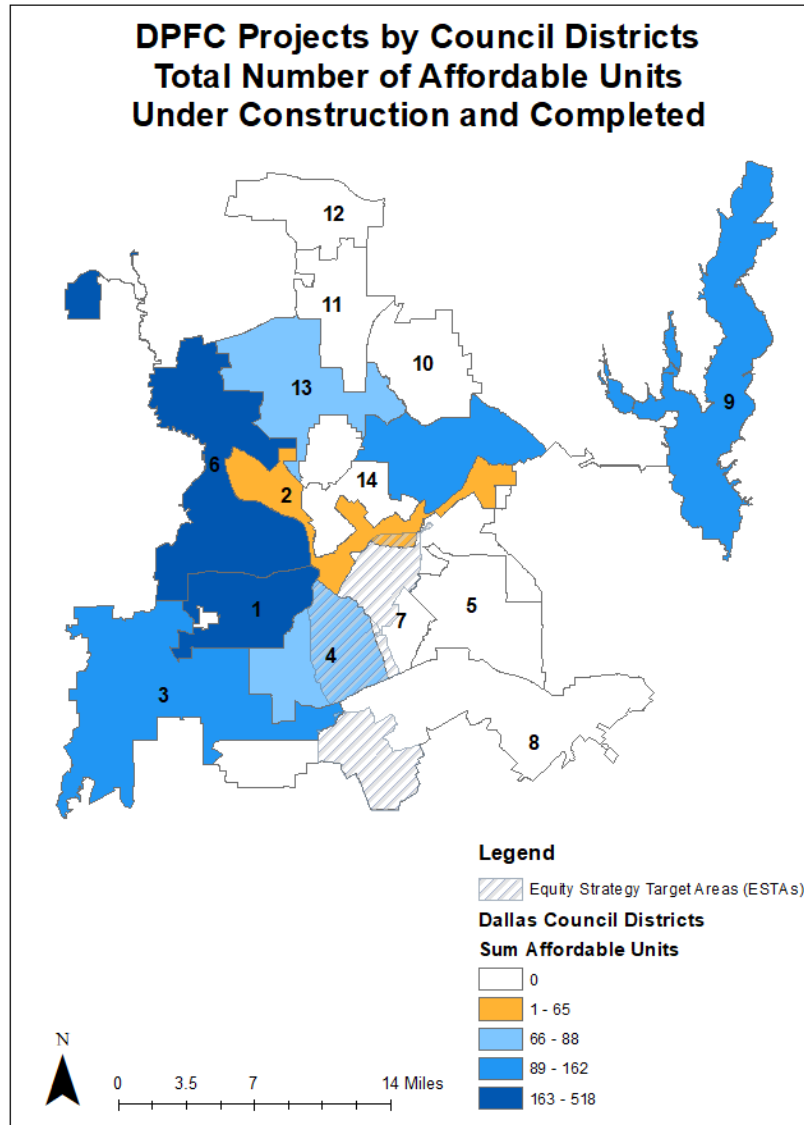 DPFC Projects by Council Districts
Total Number of Affordable Units
Under Construction and Completed
12
11
10
13
9
6
14
2
1
5
7
4
3
8
Legend
Equity Strategy Target Areas (ESTAs)
Dallas Council Districts
Sum Affordable Units
0
1 - 65
66 - 88
89 - 162
163 - 518
N
0 3.5 7 14 Miles